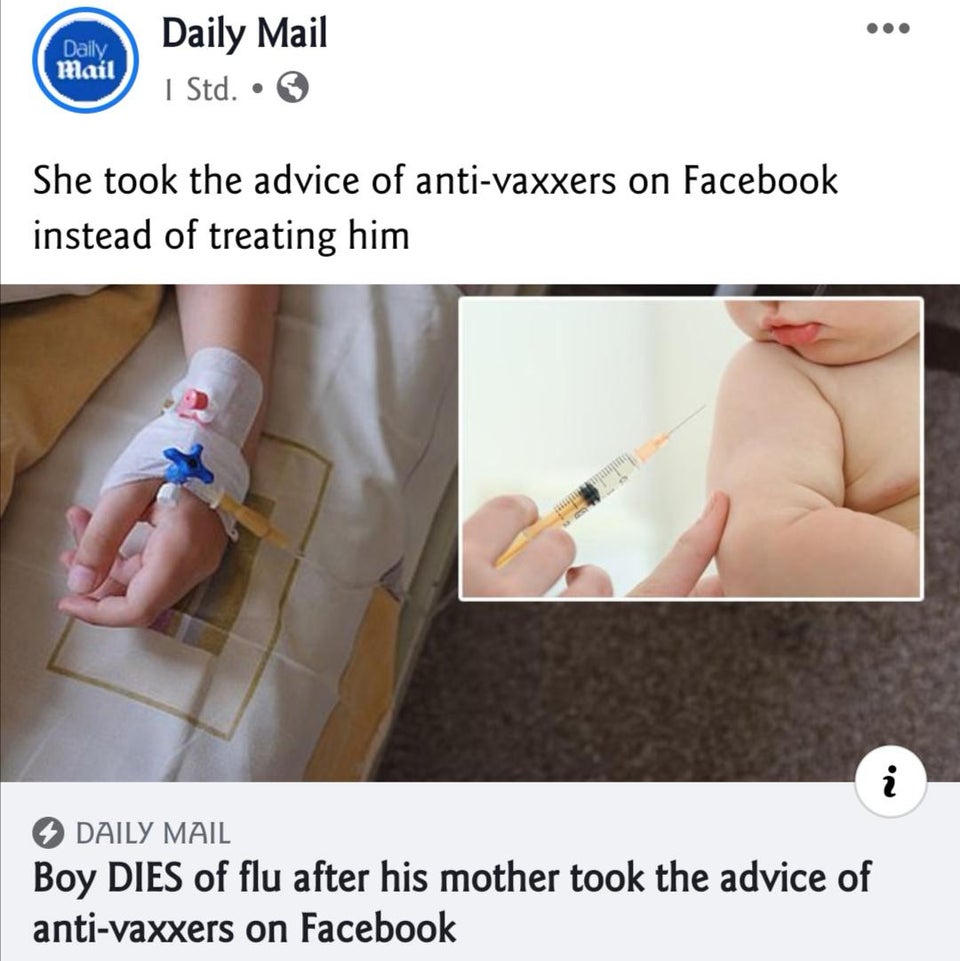 Daily
Mail
Daily Mail
1 Std. •
She took the advice of anti-vaxxers on Facebook
instead of treating him
i
DAILY MAIL
Boy DIES of flu after his mother took the advice of
anti-vaxxers on Facebook